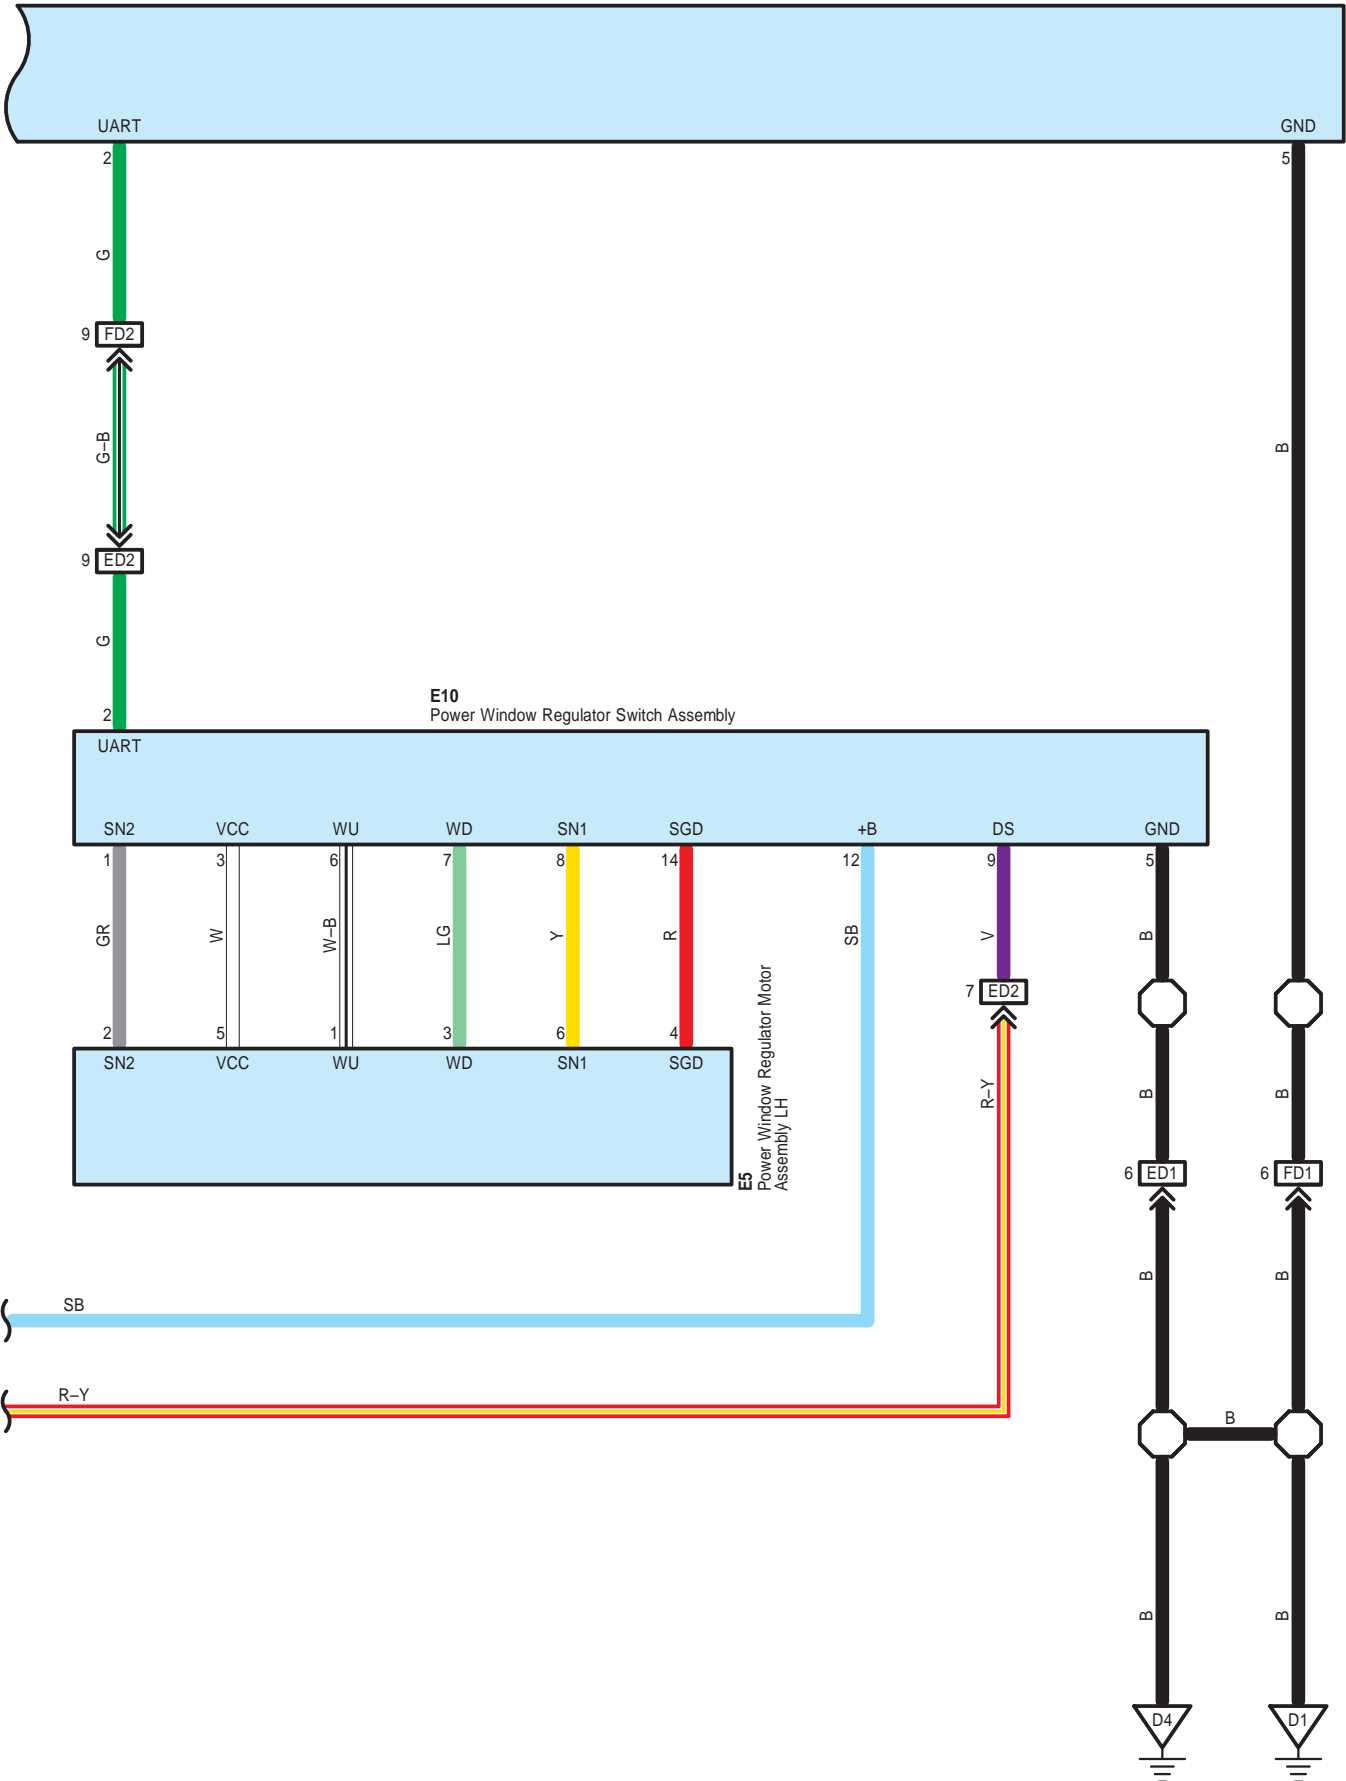 UART
GND
2
5
G
9
FD2
G–B
B
9
ED2
G
E10
Power Window Regulator Switch Assembly
2
UART
SN2
VCC
WU
WD
SN1
SGD
+B
DS
GND
1
3
6
7
8
14
12
9
5
GR
W
W–B
LG
Y
R
SB
V
B
7
ED2
2
5
1
3
6
4
SN2
VCC
WU
WD
SN1
SGD
E5
Power Window Regulator Motor
Assembly LH
R–Y
B
B
6
ED1
6
FD1
B
B
SB
R–Y
B
B
B
D4
D1